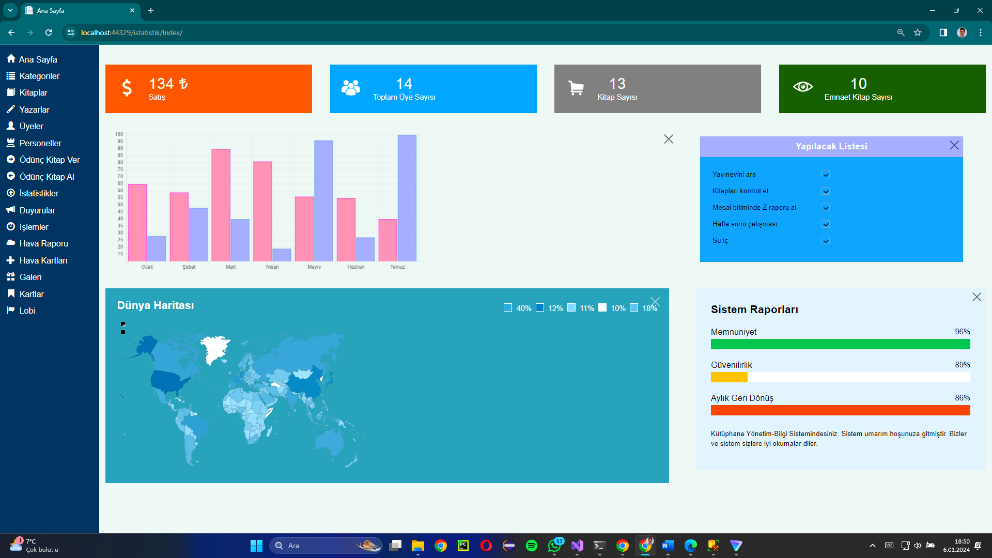 Ana Sayfa
localhost:44329/istatistik/Index/
Ana Sayfa
Kategoriler
Kitaplar
Yazarlar
Üyeler
Personeller
Ödünç Kitap Ver
Ödünç Kitap Al
İstatistikler
Duyurular
İşlemler
Hava Raporu
Hava Kartları
Galeri
Kartlar
Lobi
134 ₺
Satış
14
Toplam Üye Sayısı
13
Kitap Sayısı
10
Emnaet Kitap Sayısı
100
95
90
85
80
75
70
65
60
55
50
45
40
35
30
25
20
15
Ocak Şubat Mart Nisan Mayıs Haziran Temuz
Yapılacak Listesi
Yayınevini ara
Kitapları kontrol et
Mesai bitiminde Z raporu al
Hafta sonu çalışması
Su iç
Dünya Haritası
40% 12% 11% 10% 18%
Sistem Raporları
Memnuniyet 96%
Güvenilirlik 89%
Aylık Geri Dönüş 86%
Kütüphane Yönetim-Bilgi Sistemindesiniz. Sistem umarım hoşunuza gitmiştir. Bizler
ve sistem sizlere iyi okumalar diler.
7°C
Çok bulutlu
Ara
18:50
6.01.2024